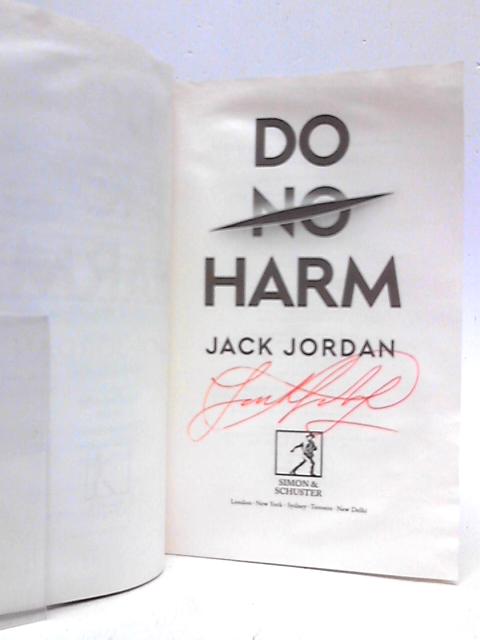 DO
NO
HARM
JACK JORDAN
SIMON &
SCHUSTER
London · New York · Sydney · Toronto · New Delhi